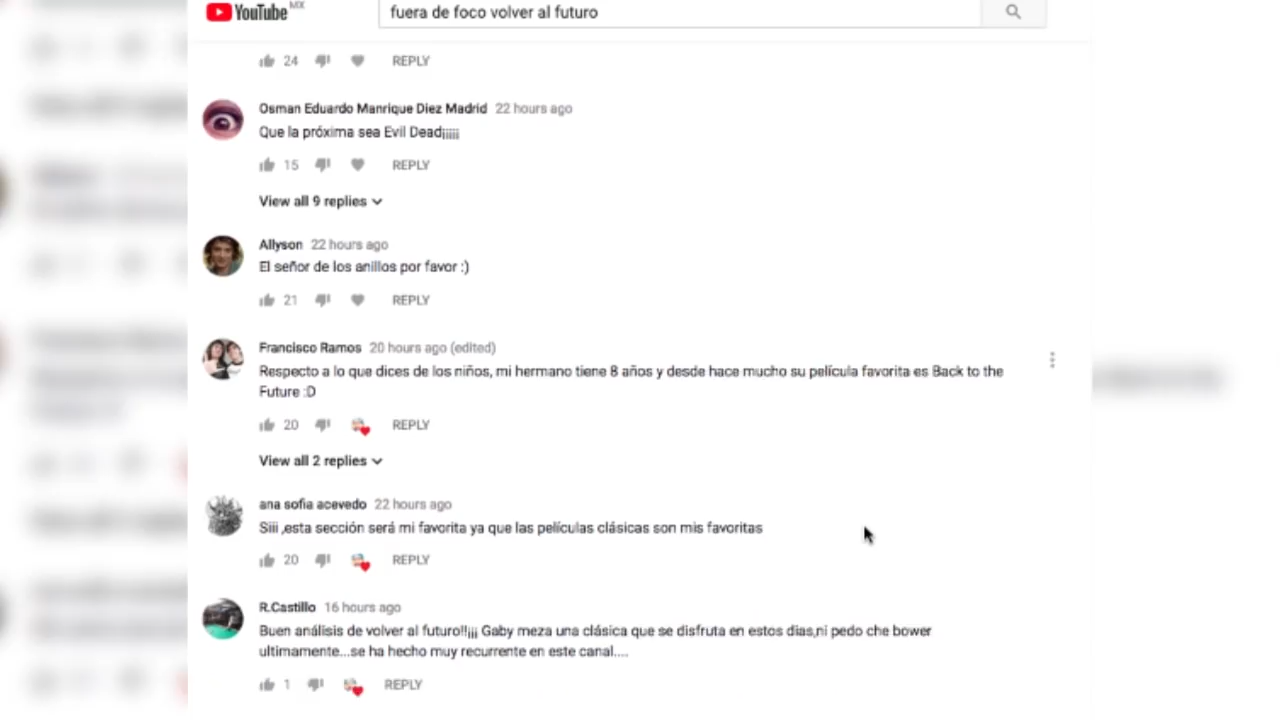 YouTube MX
fuera de foco volver al futuro
24 REPLY
Osman Eduardo Manrique Diez Madrid 22 hours ago
Que la próxima sea Evil Dead¡¡¡¡¡
15 REPLY
View all 9 replies
Allyson 22 hours ago
El señor de los anillos por favor :)
21 REPLY
Francisco Ramos 20 hours ago (edited)
Respecto a lo que dices de los niños, mi hermano tiene 8 años y desde hace mucho su película favorita es Back to the
Future :D
20 REPLY
View all 2 replies
ana sofia acevedo 22 hours ago
Siii ,esta sección será mi favorita ya que las películas clásicas son mis favoritas
20 REPLY
R.Castillo 16 hours ago
Buen análisis de volver al futuro!!¡¡¡ Gaby meza una clásica que se disfruta en estos dias,ni pedo che bower
ultimamente...se ha hecho muy recurrente en este canal....
1 REPLY